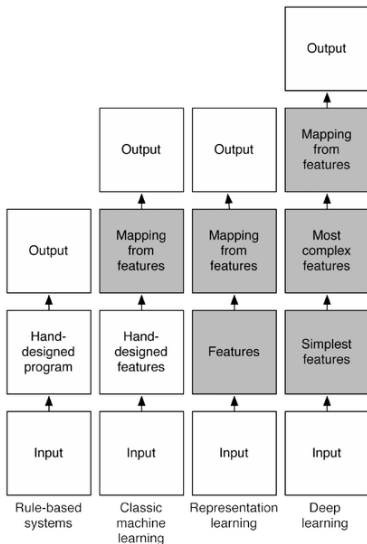 Output
Output
Output
Mapping
from
features
Output
Mapping
from
features
Mapping
from
features
Most
complex
features
Hand-
designed
program
Hand-
designed
features
Features
Simplest
features
Input
Input
Input
Input
Rule-based
systems
Classic
machine
learning
Representation
learning
Deep
learning